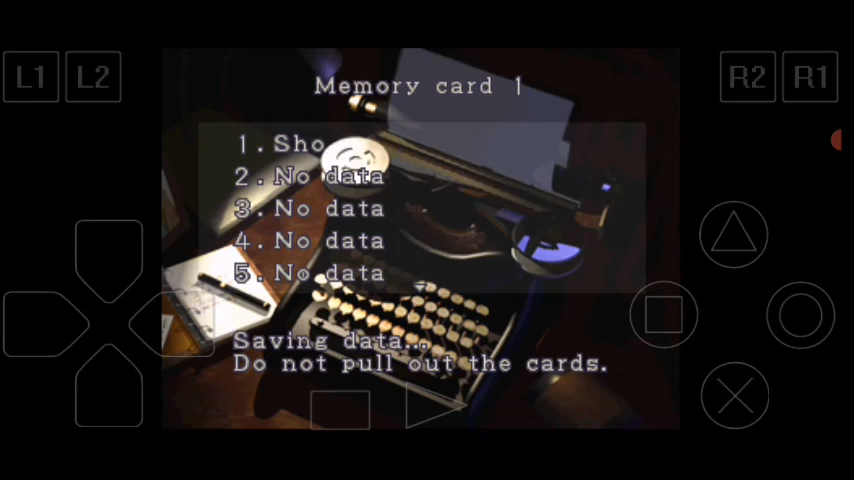 L1 L2 R2 R1
Memory card 1
1. Sho
2. No data
3. No data
4. No data
5. No data
Saving data...
Do not pull out the cards.